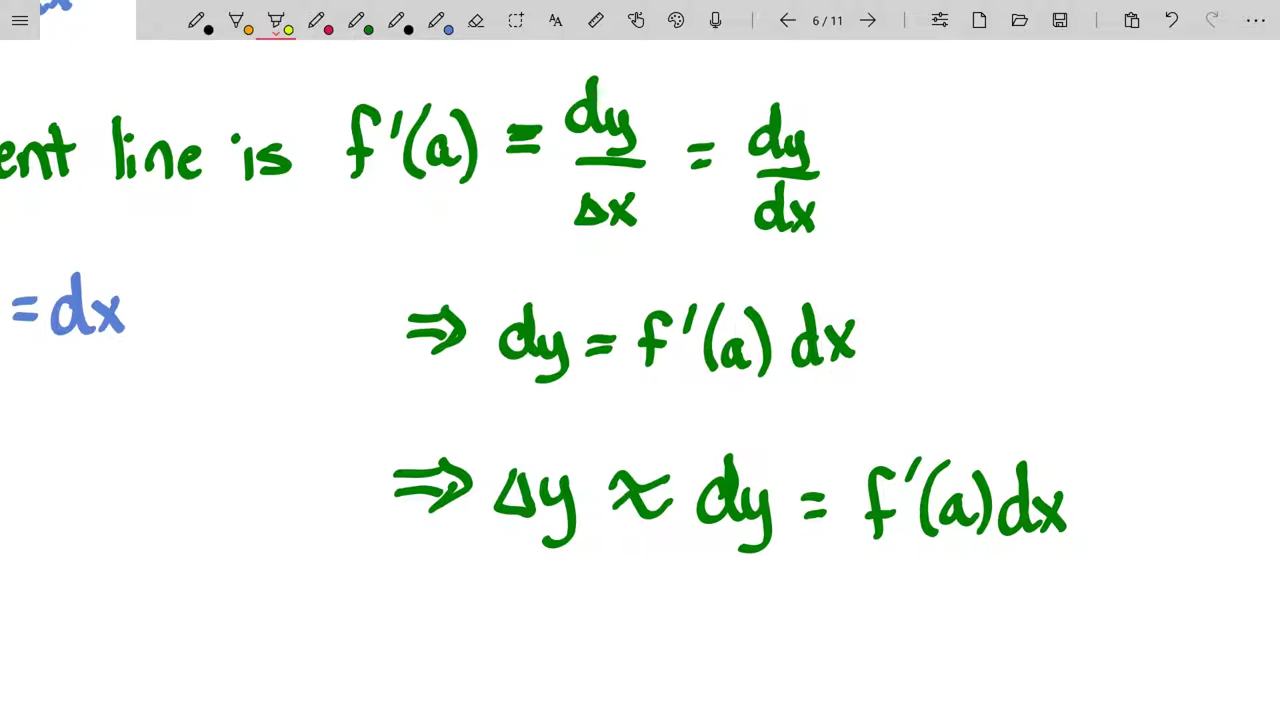 6 / 11
ent line is f'(a) = dy/Δx = dy/dx
= dx
⇒ dy = f'(a) dx
⇒ Δy ≈ dy = f'(a) dx